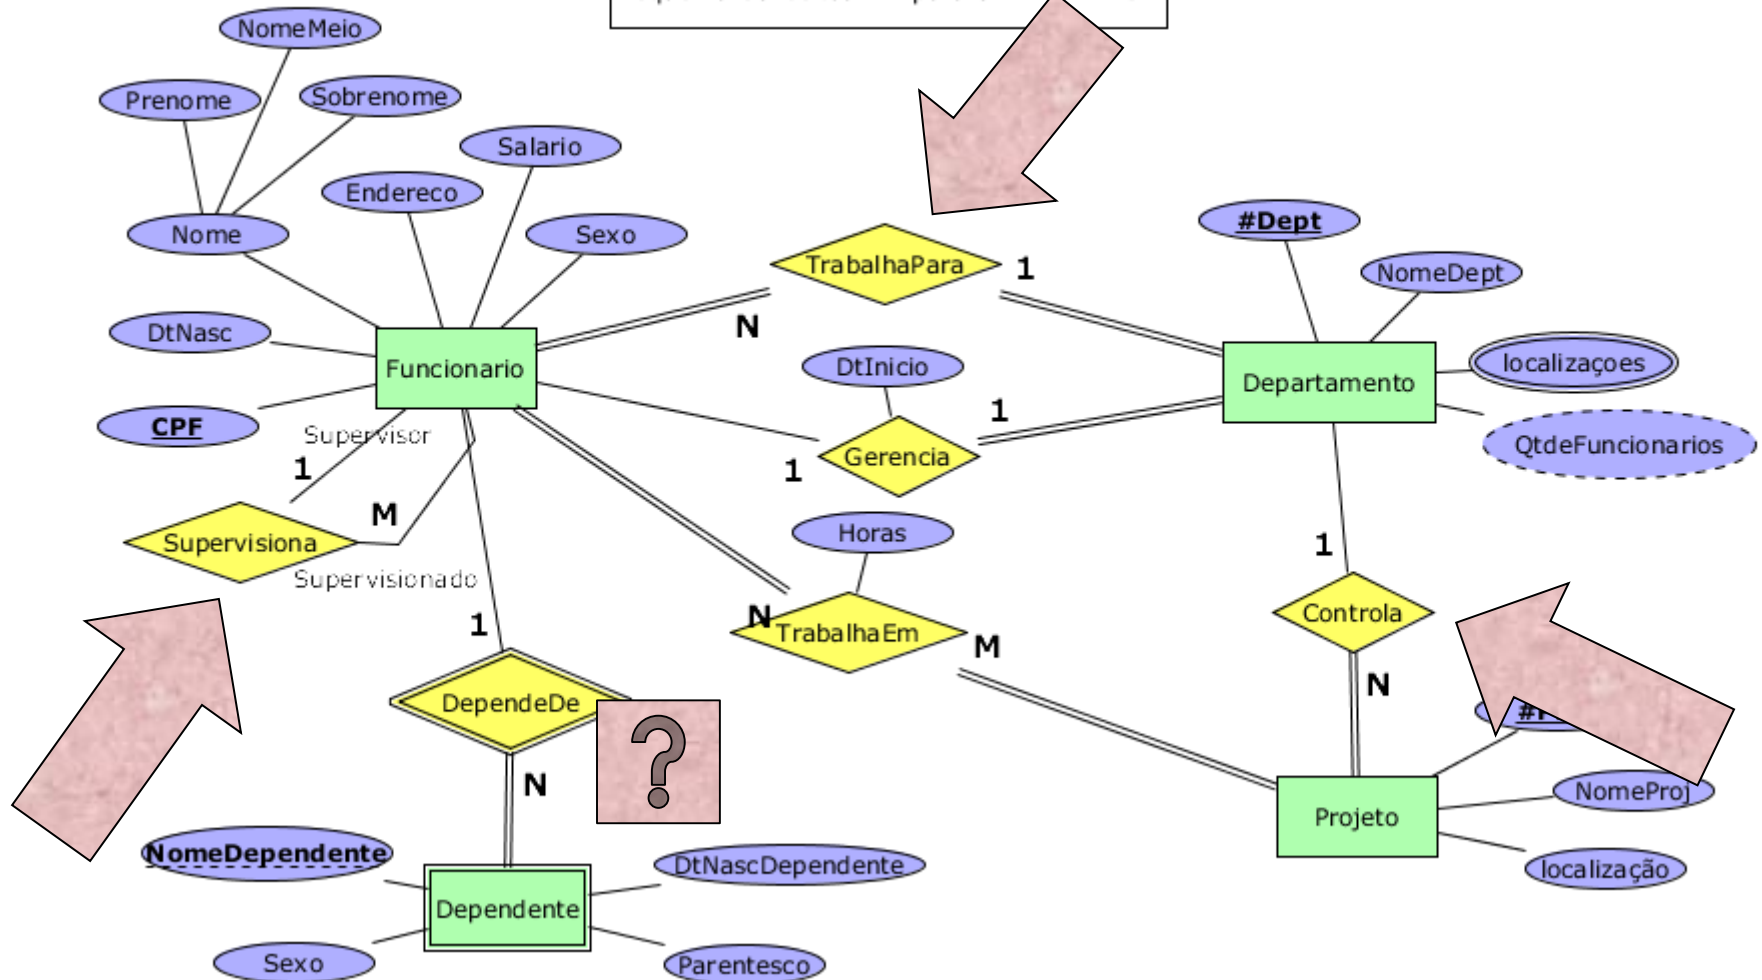 NomeMeio
Prenome
Sobrenome
Salario
Endereco
Nome
Sexo
#Dept
TrabalhaPara
1
NomeDept
N
DtNasc
Funcionario
DtInicio
Departamento
localizaçoes
CPF
Supervisor
1
Gerencia
1
QtdeFuncionarios
1
M
Supervisiona
Horas
1
Supervisionado
1
N
TrabalhaEm
M
Controla
N
DependeDe
?
N
NomeProj
Projeto
NomeDependente
DtNascDependente
localização
Dependente
Sexo
Parentesco